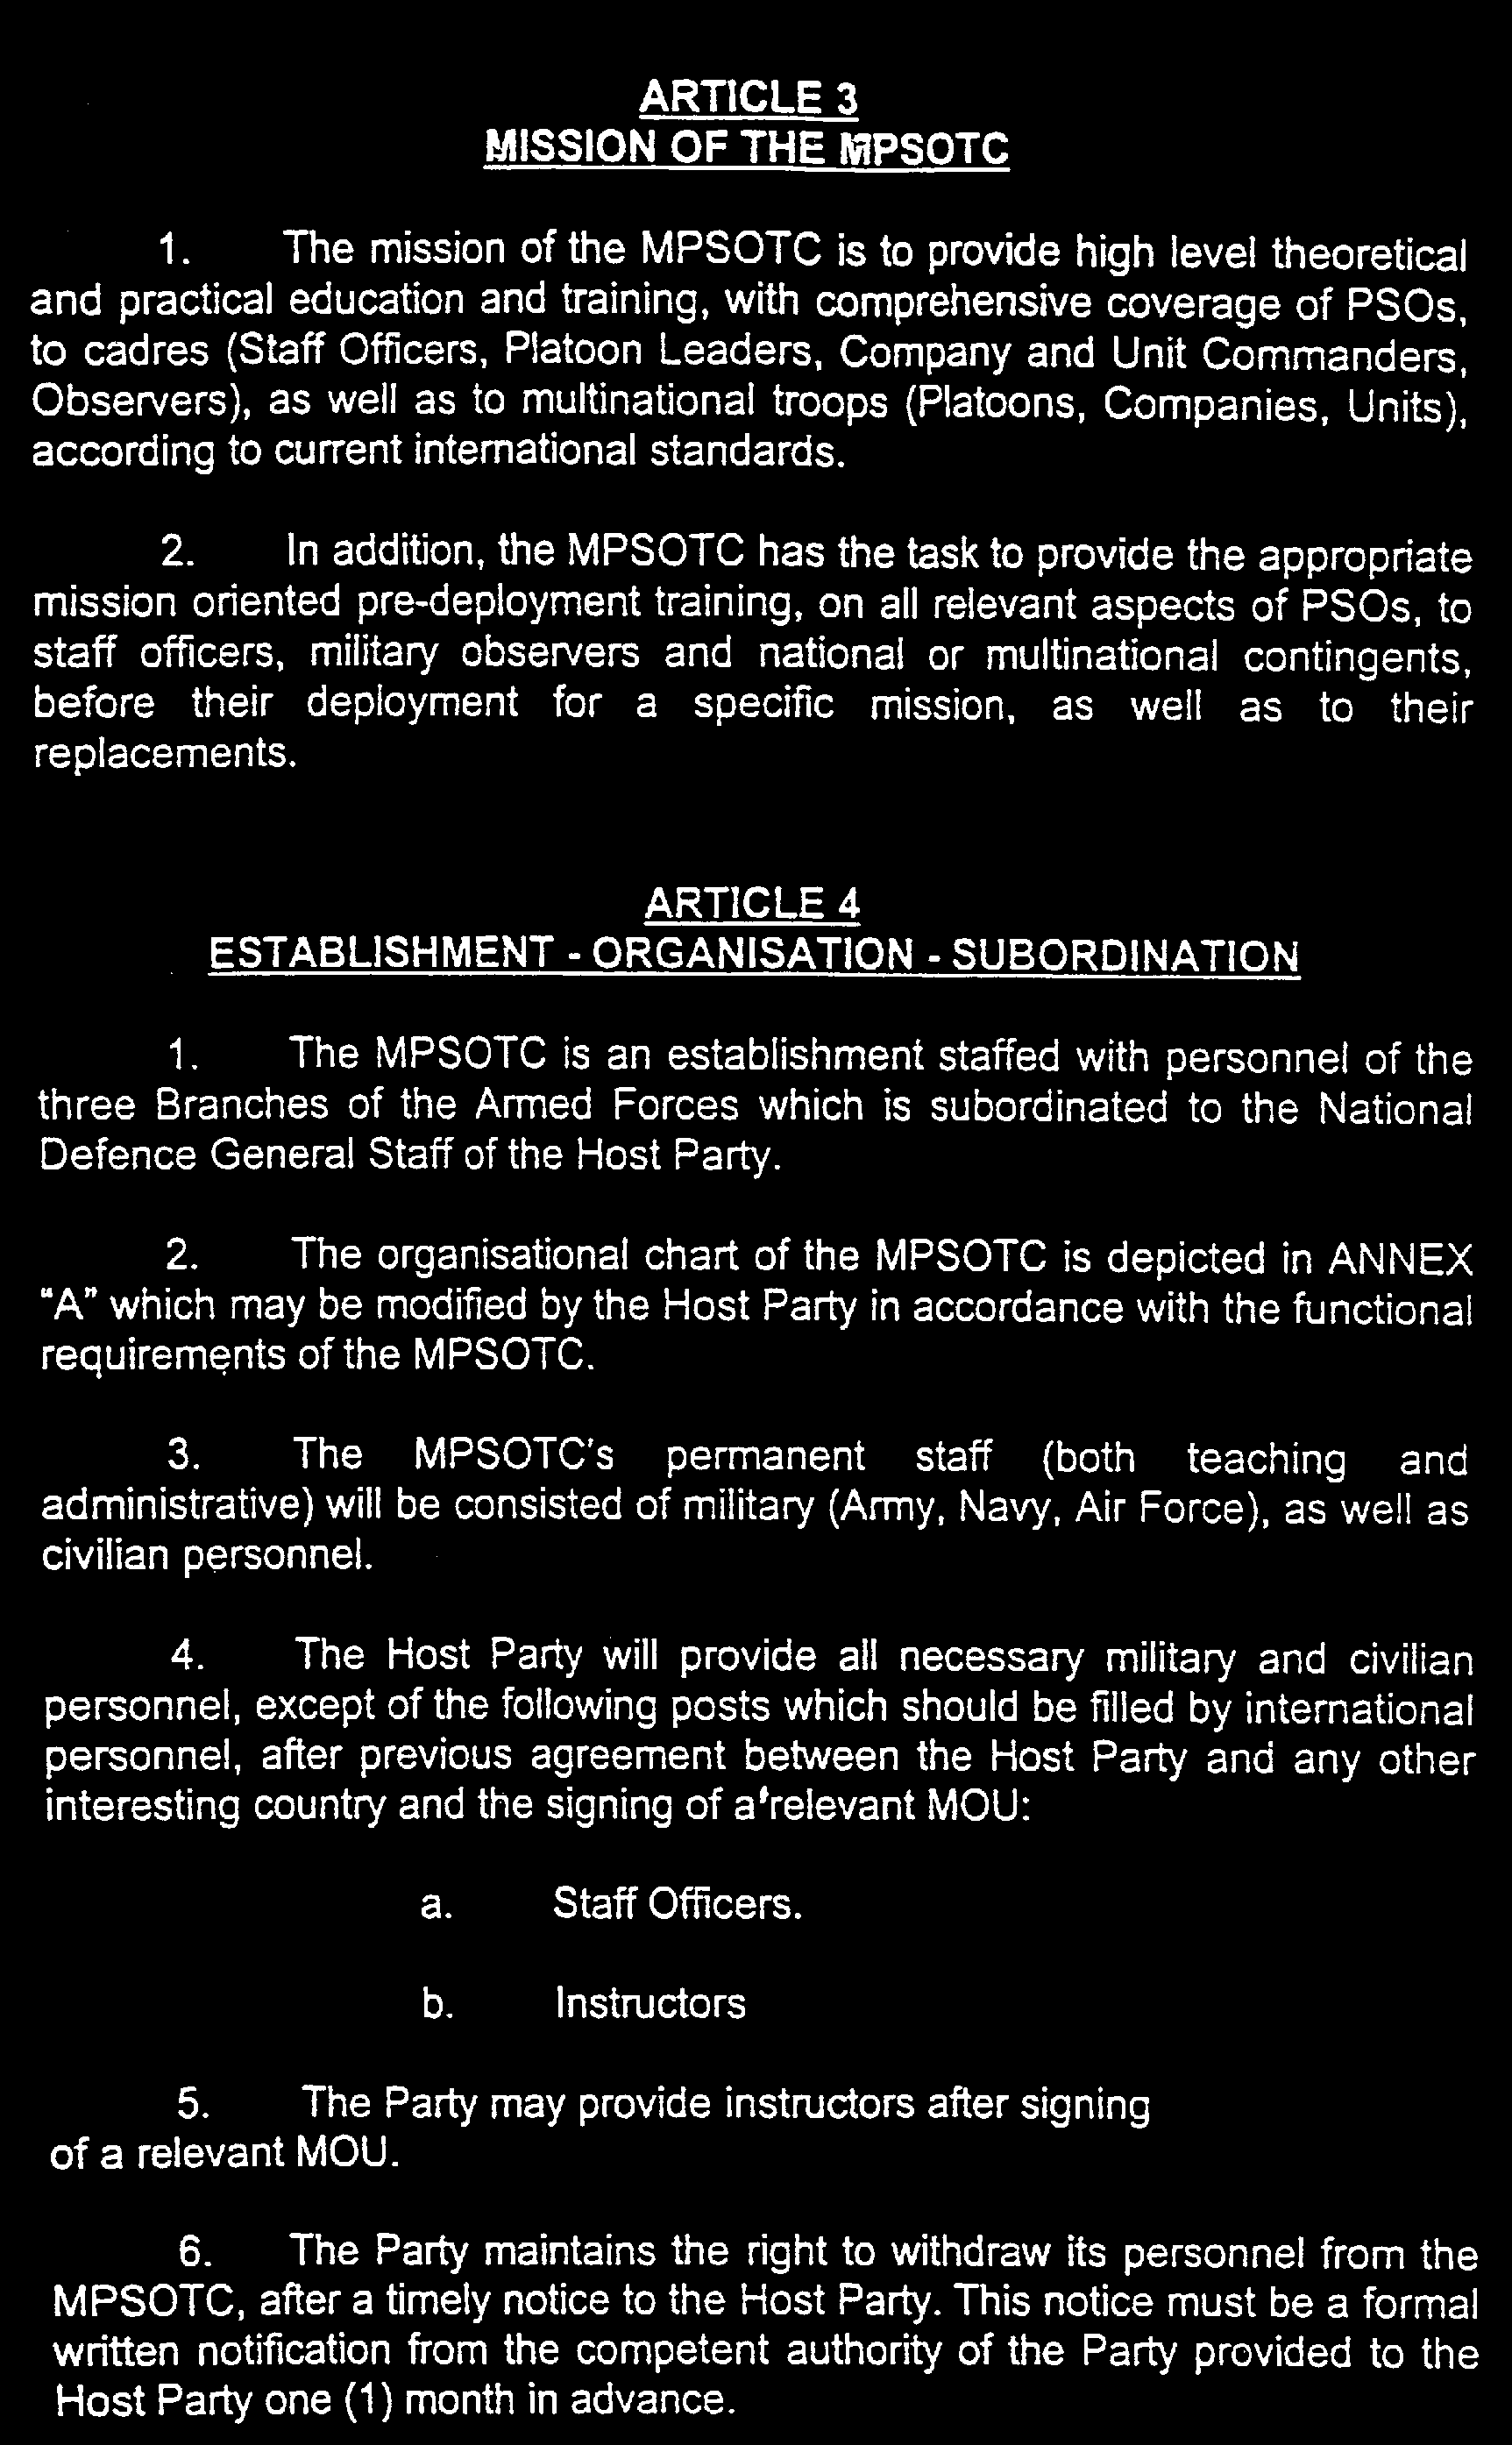 ARTICLE 3
MISSION OF THE MPSOTC
1. The mission of the MPSOTC is to provide high level theoretical
and practical education and training, with comprehensive coverage of PSOs,
to cadres (Staff Officers, Platoon Leaders, Company and Unit Commanders,
Observers), as well as to multinational troops (Platoons, Companies, Units),
according to current international standards.
2. In addition, the MPSOTC has the task to provide the appropriate
mission oriented pre-deployment training, on all relevant aspects of PSOs, to
staff officers, military observers and national or multinational contingents,
before their deployment for a specific mission, as well as to their
replacements.
ARTICLE 4
ESTABLISHMENT - ORGANISATION - SUBORDINATION
1. The MPSOTC is an establishment staffed with personnel of the
three Branches of the Armed Forces which is subordinated to the National
Defence General Staff of the Host Party.
2. The organisational chart of the MPSOTC is depicted in ANNEX
“A” which may be modified by the Host Party in accordance with the functional
requirements of the MPSOTC.
3. The MPSOTC's permanent staff (both teaching and
administrative) will be consisted of military (Army, Navy, Air Force), as well as
civilian personnel.
4. The Host Party will provide all necessary military and civilian
personnel, except of the following posts which should be filled by international
personnel, after previous agreement between the Host Party and any other
interesting country and the signing of a relevant MOU:
a. Staff Officers.
b. Instructors
5. The Party may provide instructors after signing
of a relevant MOU.
6. The Party maintains the right to withdraw its personnel from the
MPSOTC, after a timely notice to the Host Party. This notice must be a formal
written notification from the competent authority of the Party provided to the
Host Party one (1) month in advance.